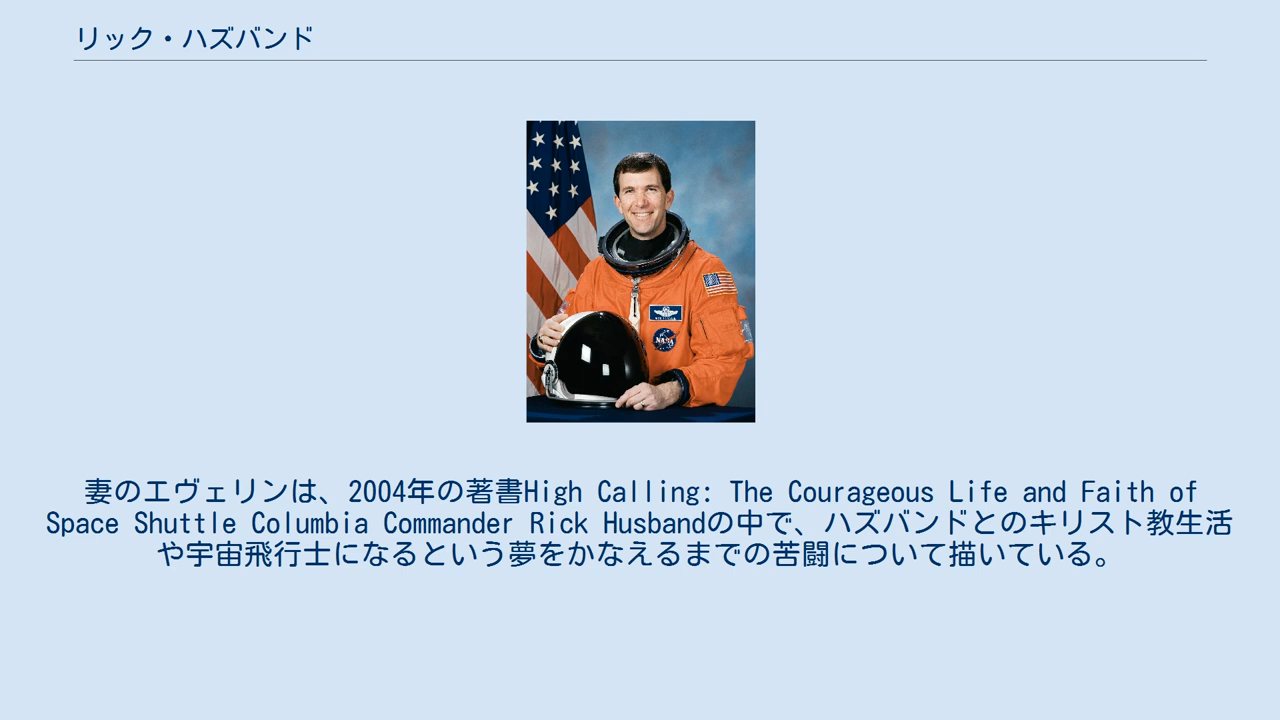 リック・ハズバンド
NASA
妻のエヴェリンは、2004年の著書High Calling: The Courageous Life and Faith of
Space Shuttle Columbia Commander Rick Husbandの中で、ハズバンドとのキリスト教生活
や宇宙飛行士になるという夢をかなえるまでの苦闘について描いている。